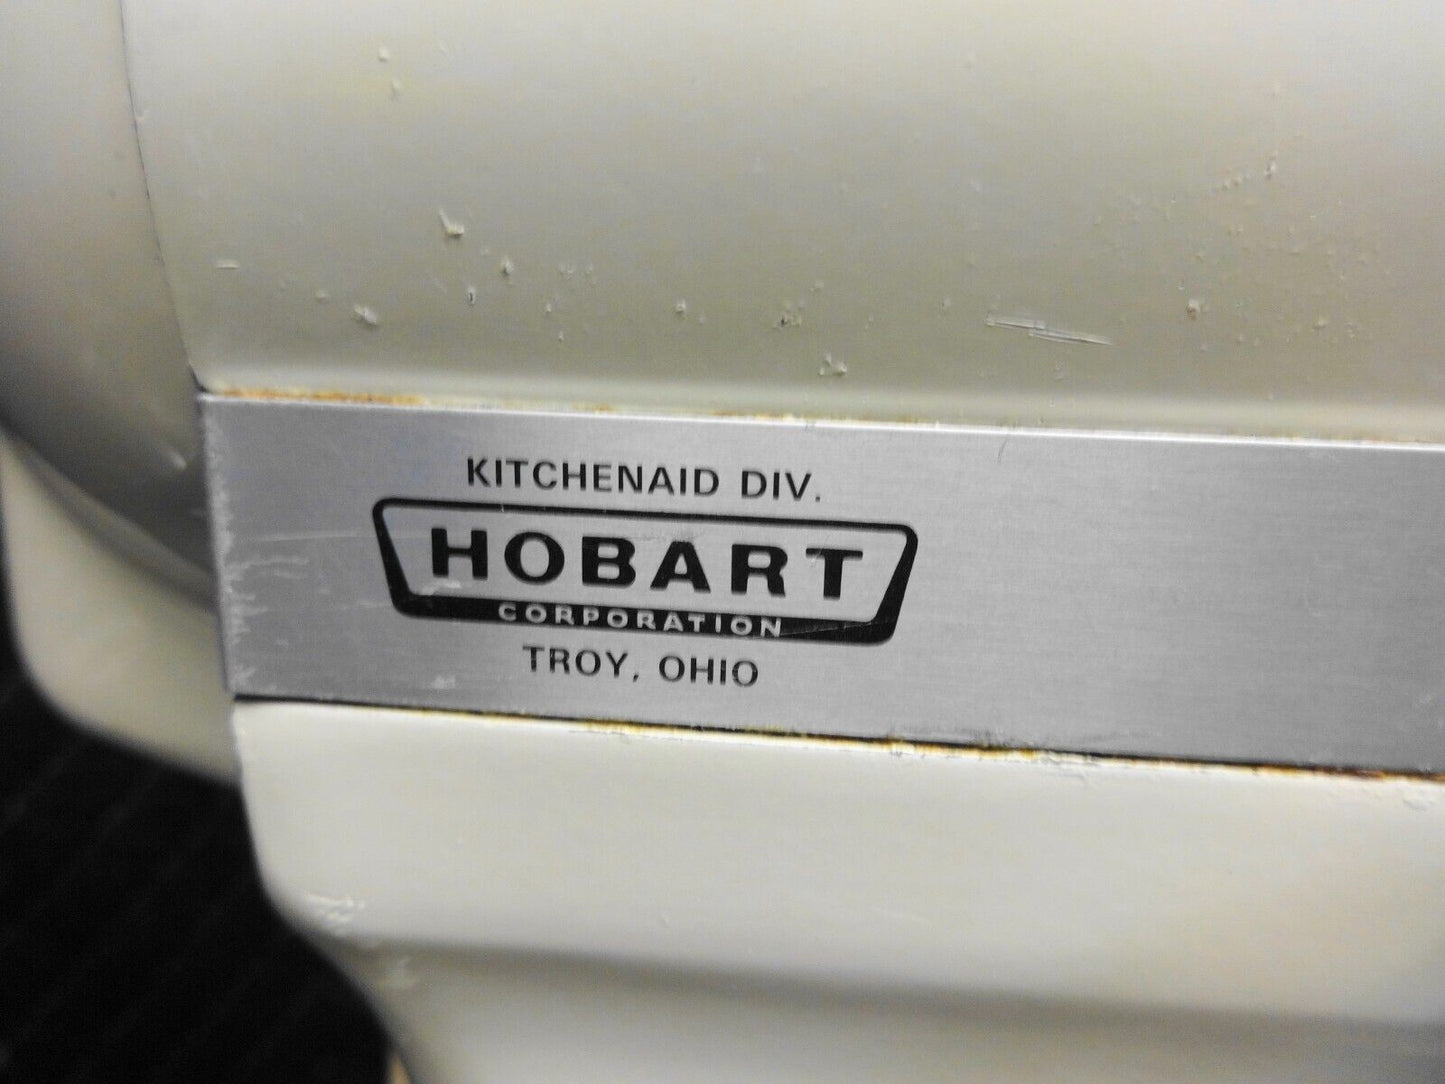 KITCHENAID DIV.
HOBART
CORPORATION
TROY, OHIO